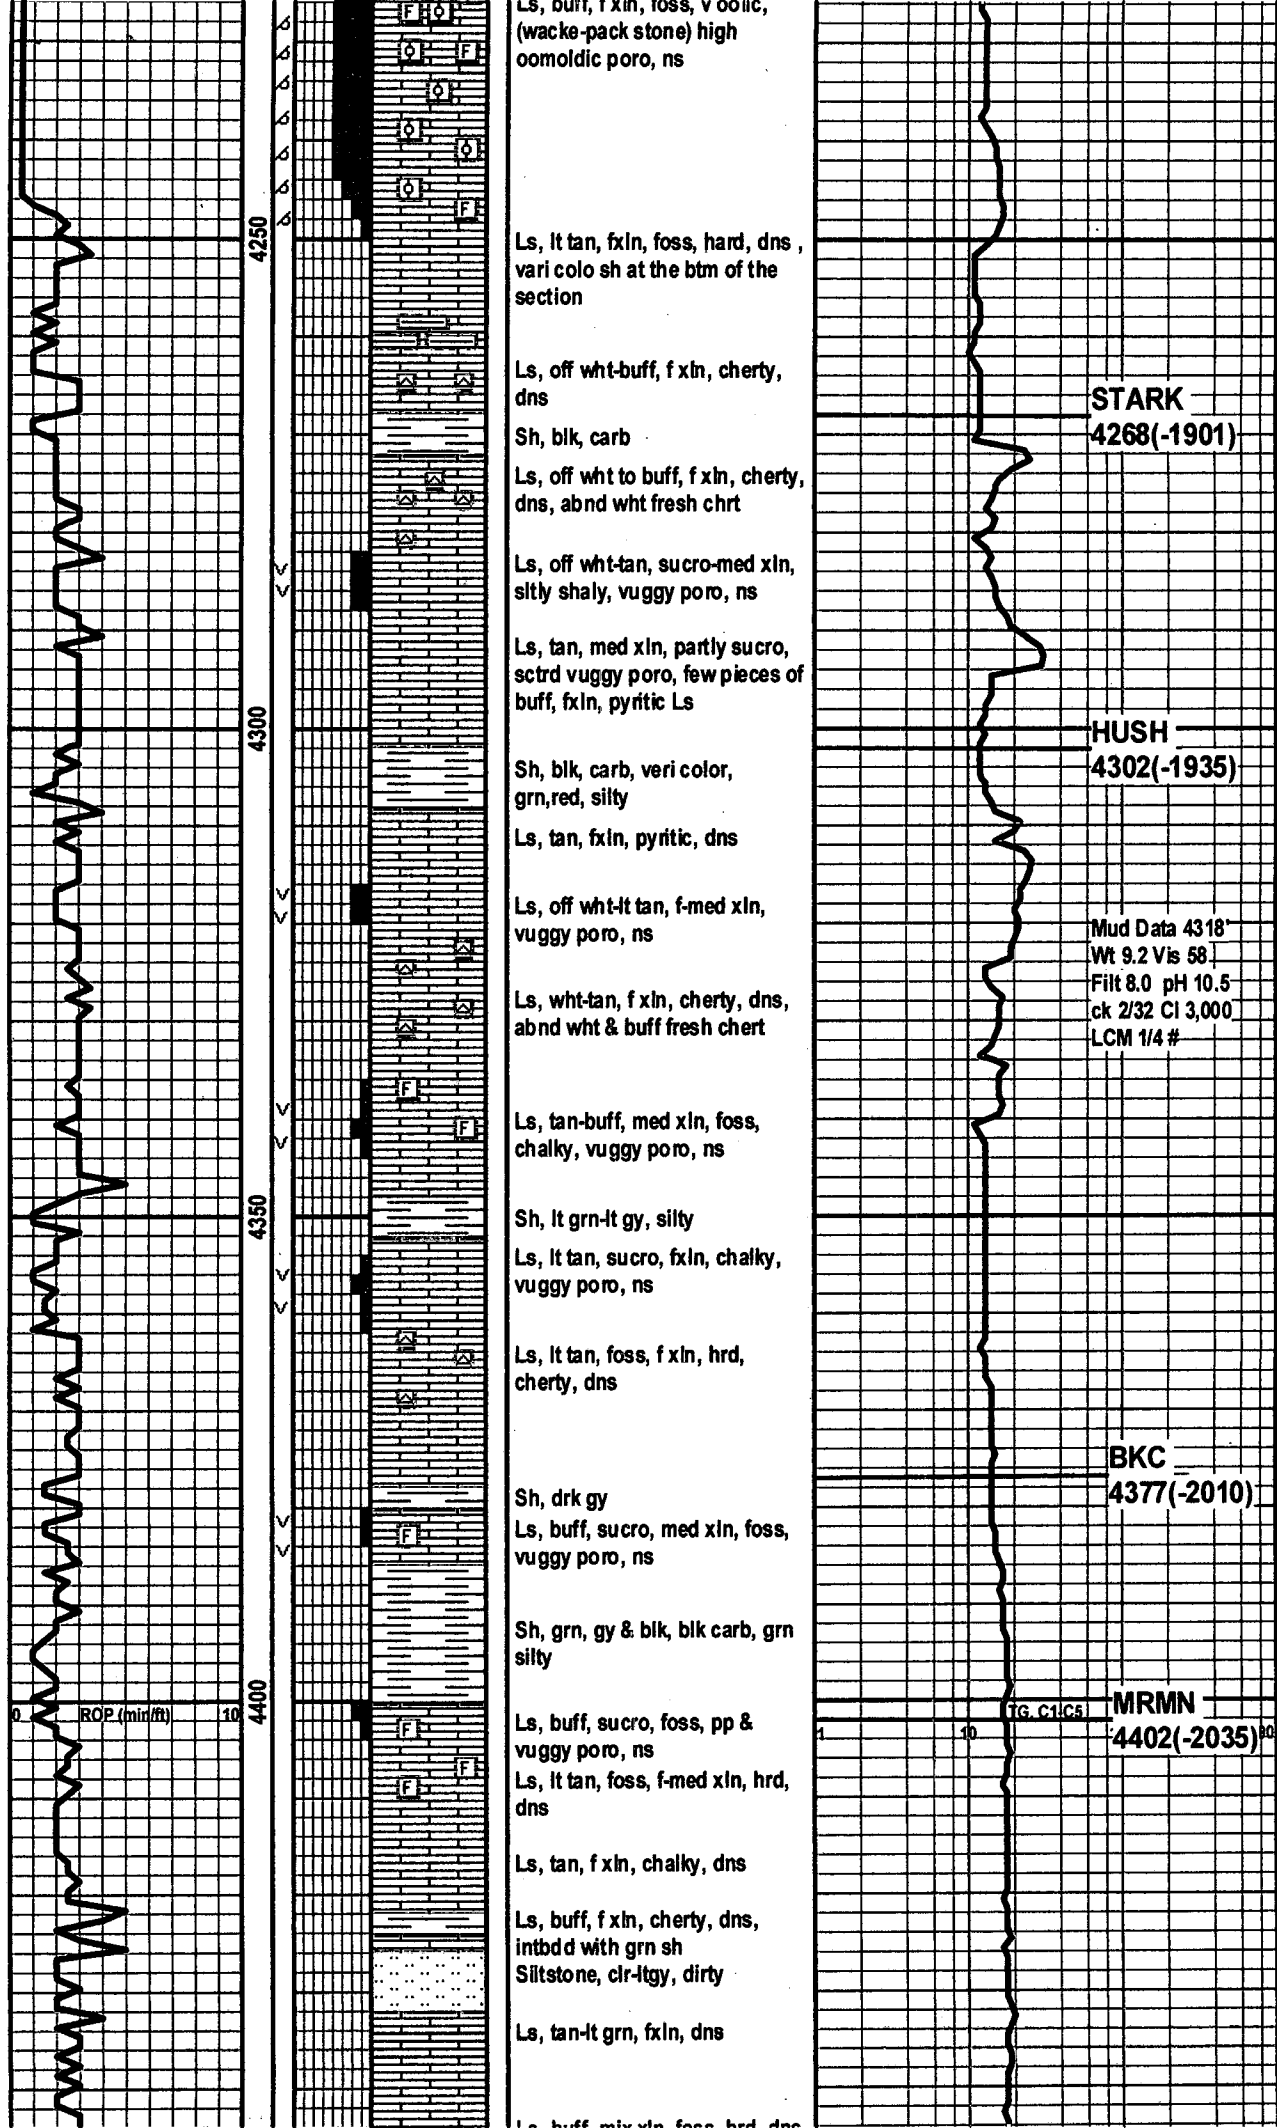 Ls, buff, f xln, foss, v oolic,
(wacke-pack stone) high
oomoldic poro, ns
4250
Ls, lt tan, fxln, foss, hard, dns ,
vari colo sh at the btm of the
section
Ls, off wht-buff, f xln, cherty,
dns
STARK
4268(-1901)
Sh, blk, carb
Ls, off wht to buff, f xln, cherty,
dns, abnd wht fresh chrt
Ls, off wht-tan, sucro-med xln,
sltly shaly, vuggy poro, ns
Ls, tan, med xln, partly sucro,
sctrd vuggy poro, few pieces of
buff, fxln, pyritic Ls
4300
HUSH
4302(-1935)
Sh, blk, carb, veri color,
grn,red, silty
Ls, tan, fxln, pyritic, dns
Ls, off wht-lt tan, f-med xln,
vuggy poro, ns
Mud Data 4318'
Wt 9.2 Vis 58
Filt 8.0 pH 10.5
ck 2/32 Cl 3,000
LCM 1/4 #
Ls, wht-tan, f xln, cherty, dns,
abnd wht & buff fresh chert
F
Ls, tan-buff, med xln, foss,
chalky, vuggy poro, ns
F
4350
Sh, lt grn-lt gy, silty
Ls, lt tan, sucro, fxln, chalky,
vuggy poro, ns
Ls, lt tan, foss, f xln, hrd,
cherty, dns
BKC
4377(-2010)
Sh, drk gy
Ls, buff, sucro, med xln, foss,
vuggy poro, ns
F
Sh, grn, gy & blk, blk carb, grn
silty
4400
0 ROP (min/ft) 10
1 TG, C1-C5 10
MRMN
4402(-2035)
Ls, buff, sucro, foss, pp &
vuggy poro, ns
F
F
F
Ls, lt tan, foss, f-med xln, hrd,
dns
Ls, tan, f xln, chalky, dns
Ls, buff, f xln, cherty, dns,
intbdd with grn sh
Siltstone, clr-ltgy, dirty
Ls, tan-lt grn, fxln, dns
Ls, buff, mix xln, foss, hrd, dns